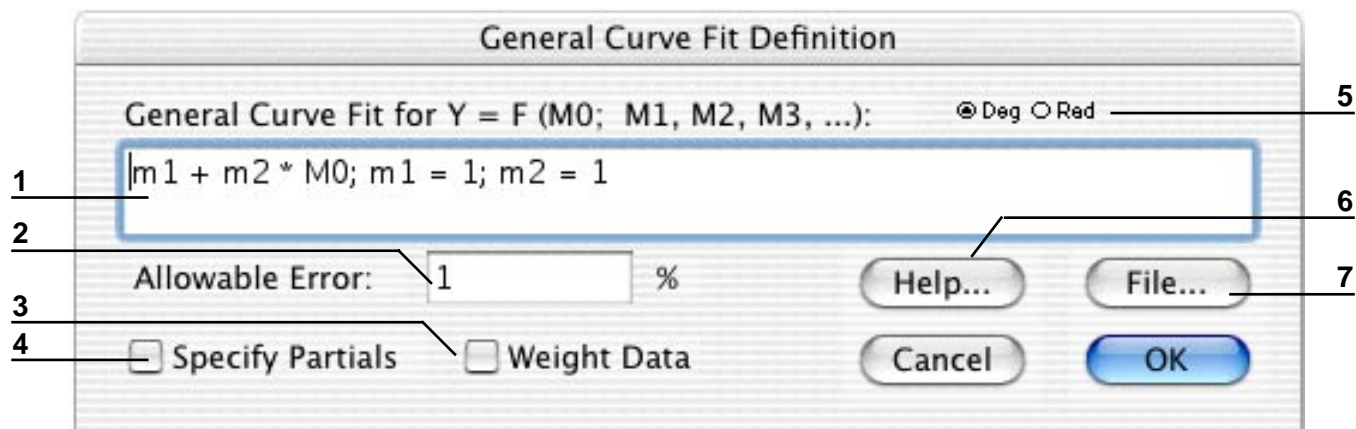 General Curve Fit Definition
General Curve Fit for Y = F (M0; M1, M2, M3, ...):
Deg Rad
5
m1 + m2 * M0; m1 = 1; m2 = 1
1
6
2
Allowable Error: 1 %
Help... File...
7
3
4
Specify Partials Weight Data
Cancel OK